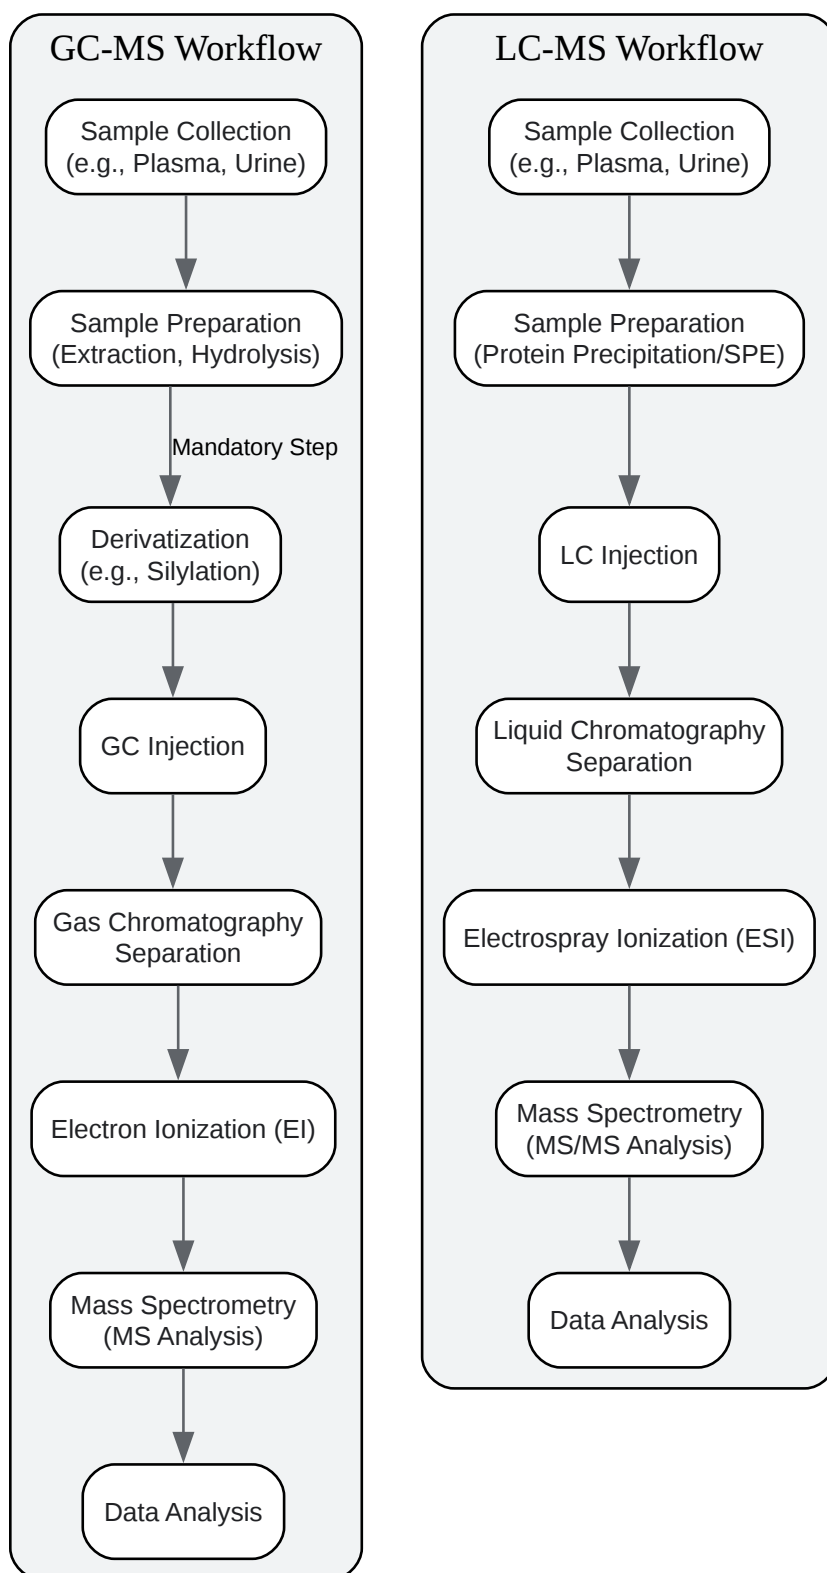 GC-MS Workflow
Sample Collection
(e.g., Plasma, Urine)
Sample Preparation
(Extraction, Hydrolysis)
Mandatory Step
Derivatization
(e.g., Silylation)
GC Injection
Gas Chromatography
Separation
Electron Ionization (EI)
Mass Spectrometry
(MS Analysis)
Data Analysis
LC-MS Workflow
Sample Collection
(e.g., Plasma, Urine)
Sample Preparation
(Protein Precipitation/SPE)
LC Injection
Liquid Chromatography
Separation
Electrospray Ionization (ESI)
Mass Spectrometry
(MS/MS Analysis)
Data Analysis